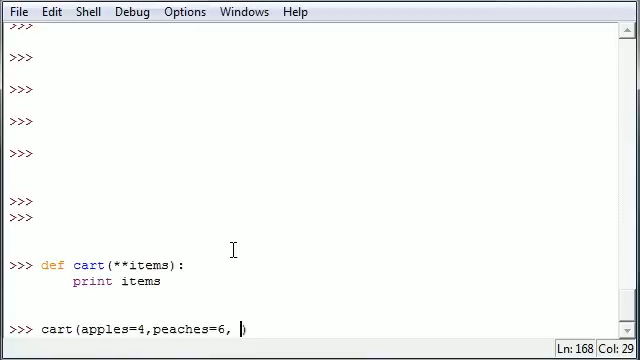 File Edit Shell Debug Options Windows Help
>>>
>>>
>>>
>>>
>>>
>>>
>>>
>>> def cart(**items):
print items
>>> cart(apples=4,peaches=6, )
Ln: 168 Col: 29